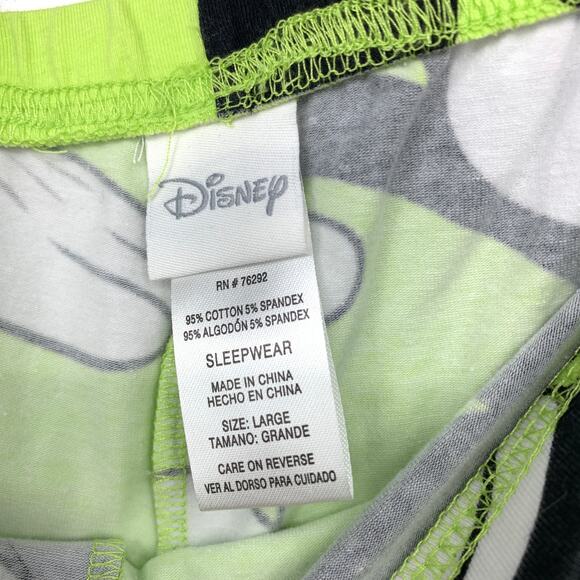 Disney
RN # 76292
95% COTTON 5% SPANDEX
95% ALGODÓN 5% SPANDEX
SLEEPWEAR
MADE IN CHINA
HECHO EN CHINA
SIZE: LARGE
TAMANO: GRANDE
CARE ON REVERSE
VER AL DORSO PARA CUIDADO